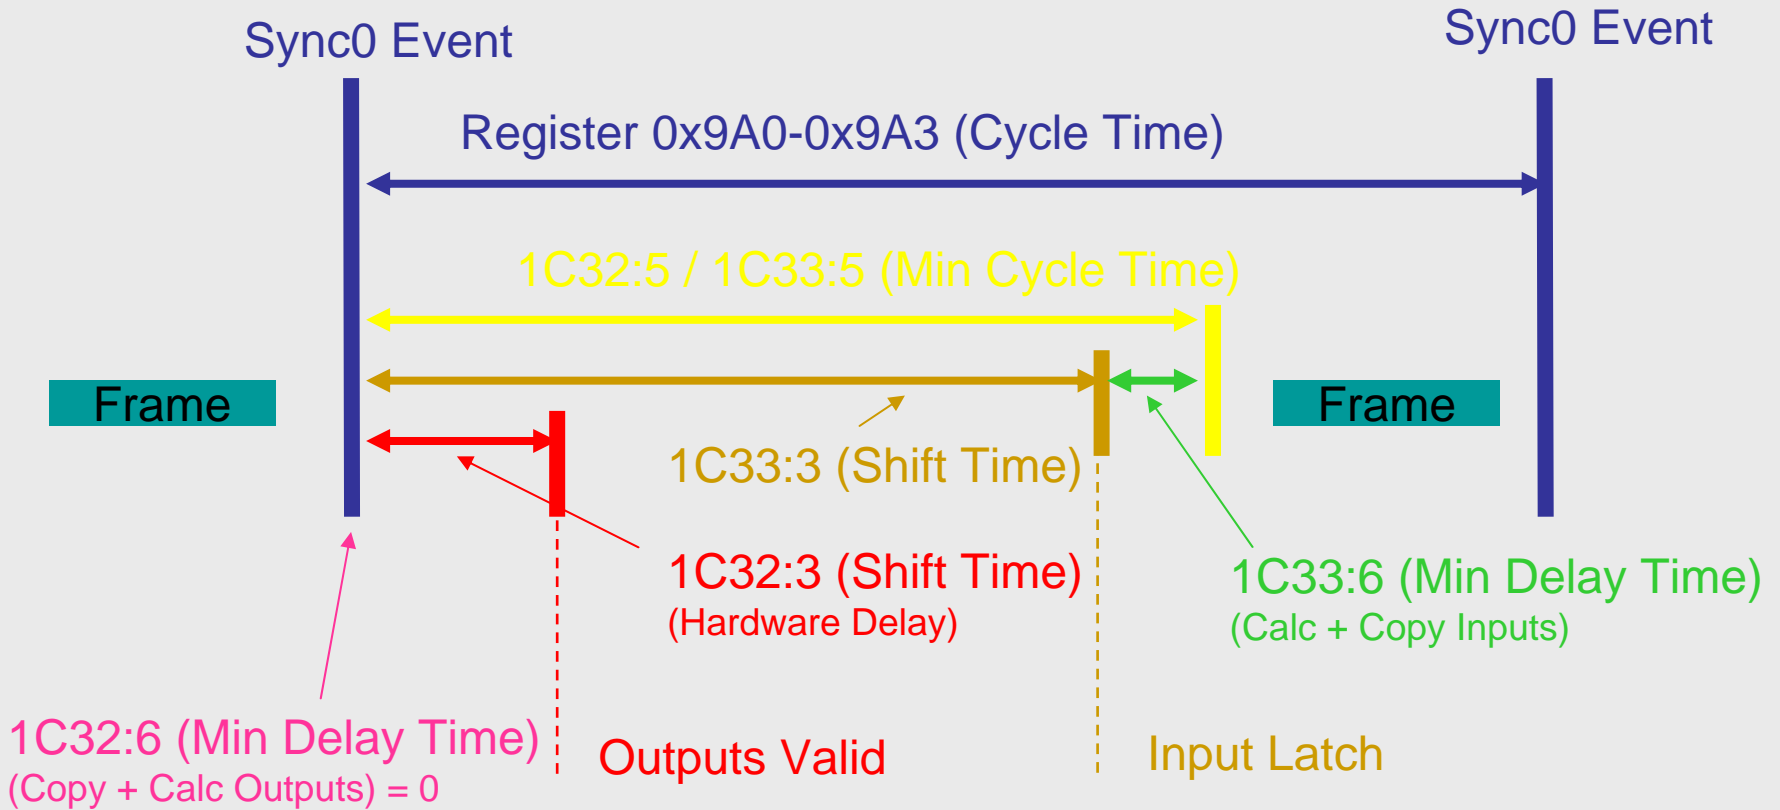 Sync0 Event
Sync0 Event
Register 0x9A0-0x9A3 (Cycle Time)
1C32:5 / 1C33:5 (Min Cycle Time)
Frame
Frame
1C33:3 (Shift Time)
1C32:3 (Shift Time)
(Hardware Delay)
1C33:6 (Min Delay Time)
(Calc + Copy Inputs)
1C32:6 (Min Delay Time)
(Copy + Calc Outputs) = 0
Outputs Valid
Input Latch